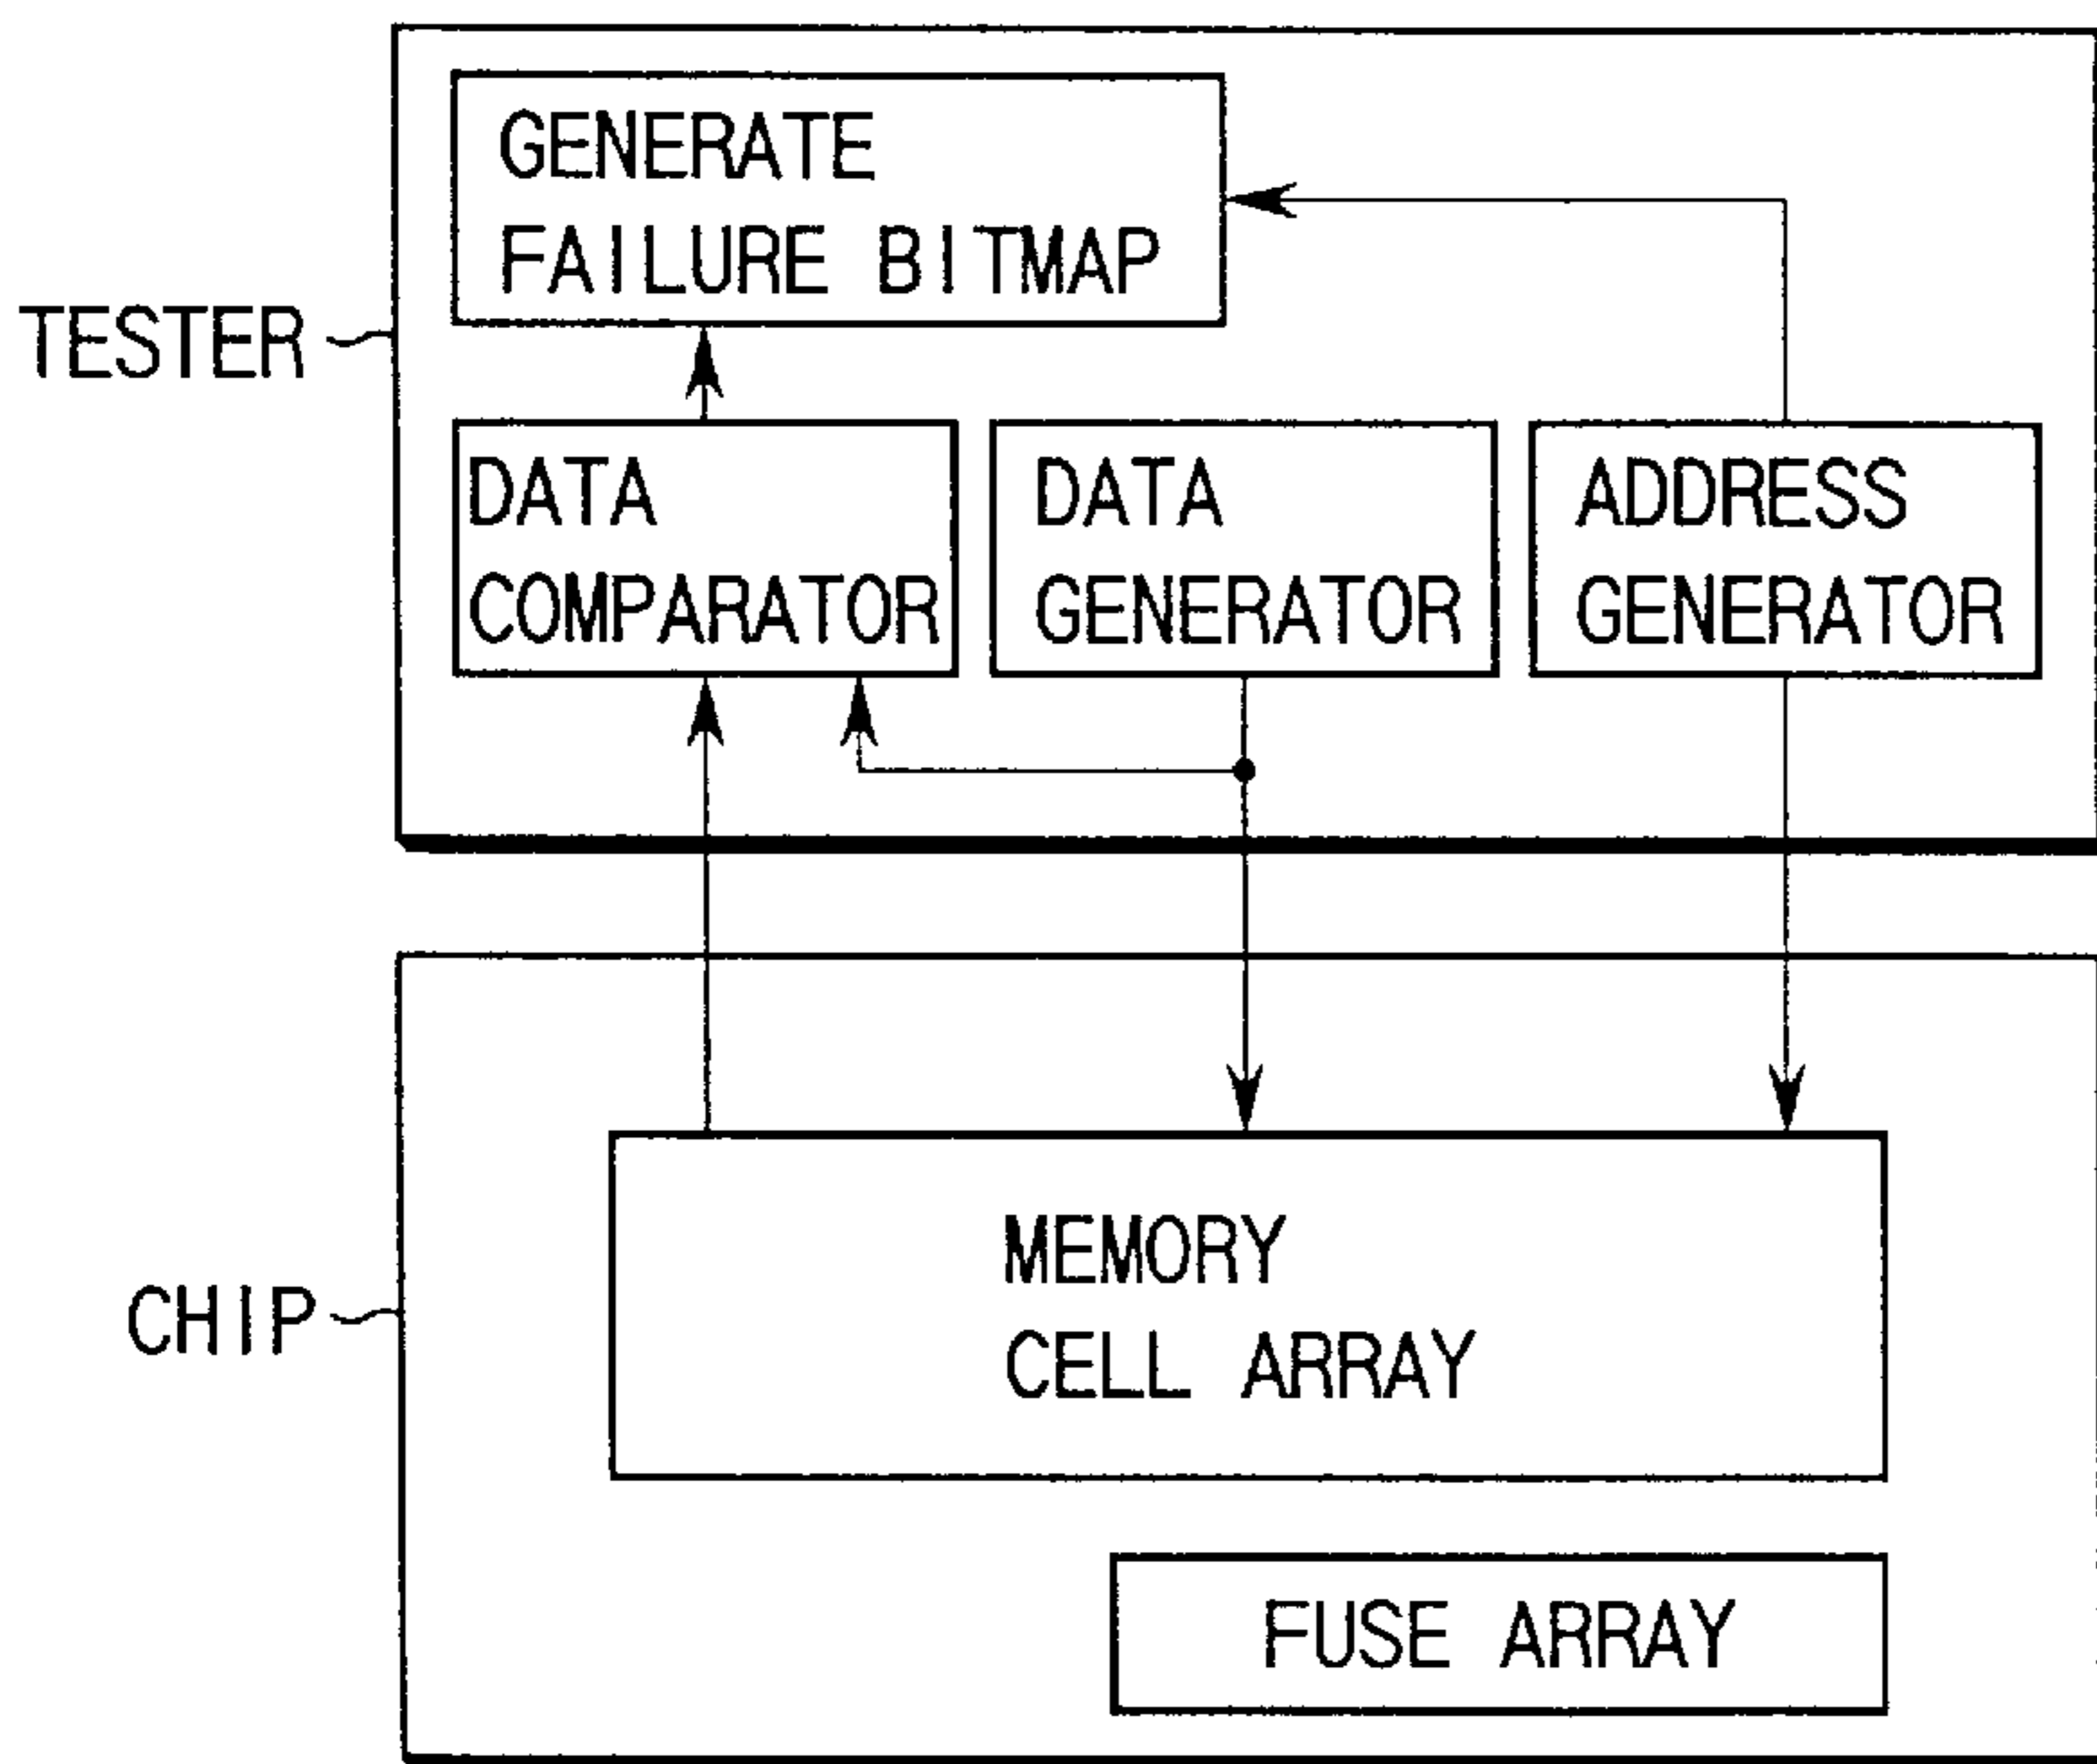 GENERATE
FAILURE BITMAP
TESTER
DATA
COMPARATOR
DATA
GENERATOR
ADDRESS
GENERATOR
MEMORY
CELL ARRAY
CHIP
FUSE ARRAY